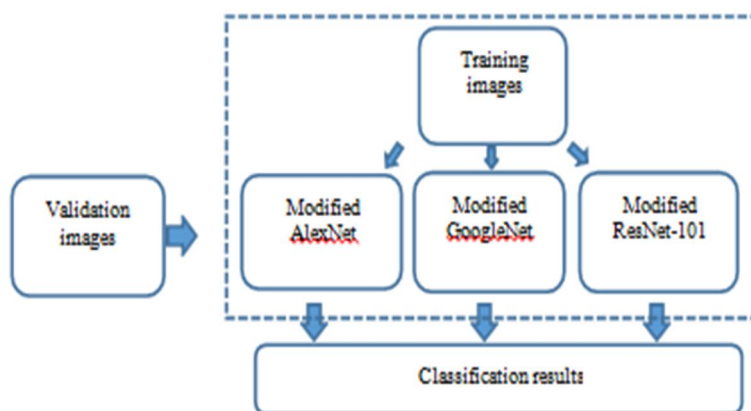 Training
images
Validation
images
Modified
AlexNet
Modified
GoogleNet
Modified
ResNet-101
Classification results